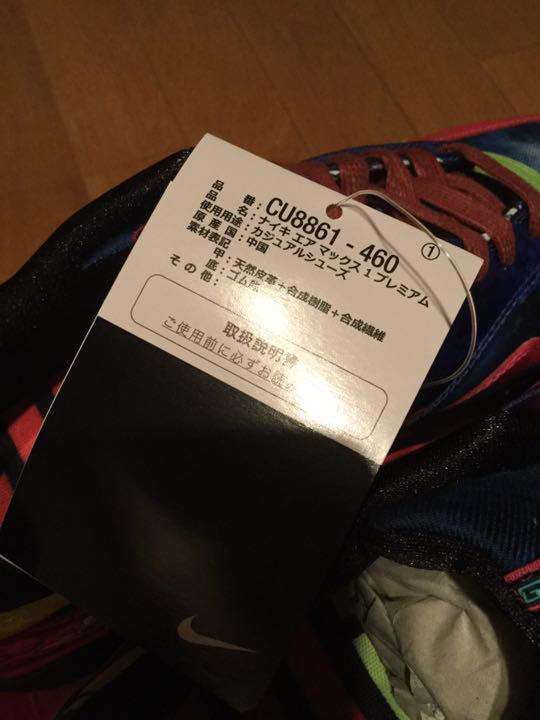 品番：CU8861-460
品名：ナイキ エア マックス 1 プレミアム
使用用途：カジュアルシューズ
原産国：中国
素材表記
甲：天然皮革＋合成樹脂＋合成繊維
底：ゴム底
その他：
①
取扱説明書
ご使用前に必ずお読み
G